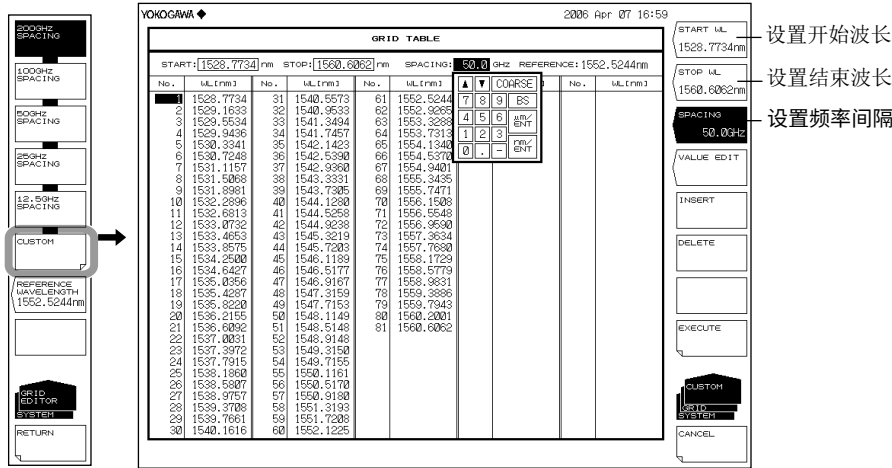 200GHZ
SPACING
100GHZ
SPACING
50GHZ
SPACING
25GHZ
SPACING
12.5GHZ
SPACING
CUSTOM
REFERENCE
WAVELENGTH
1552.5244nm
GRID
EDITOR
SYSTEM
RETURN
YOKOGAWA ◆ 2006 Apr 07 16:59
GRID TABLE
START: 1528.7734 nm STOP: 1560.6062 nm SPACING: 50.0 GHZ REFERENCE: 1552.5244nm
No. WL[nm] No. WL[nm] No. WL[nm] No. WL[nm]
1 1528.7734 31 1540.5573 61 1552.5244
2 1529.1633 32 1540.9533 62 1552.9265
3 1529.5534 33 1541.3494 63 1553.3288
4 1529.9436 34 1541.7457 64 1553.7313
5 1530.3341 35 1542.1423 65 1554.1340
6 1530.7248 36 1542.5390 66 1554.5370
7 1531.1157 37 1542.9360 67 1554.9401
8 1531.5068 38 1543.3331 68 1555.3435
9 1531.8981 39 1543.7305 69 1555.7471
10 1532.2896 40 1544.1280 70 1556.1508
11 1532.6813 41 1544.5258 71 1556.5548
12 1533.0732 42 1544.9238 72 1556.9590
13 1533.4653 43 1545.3219 73 1557.3634
14 1533.8575 44 1545.7203 74 1557.7680
15 1534.2500 45 1546.1189 75 1558.1729
16 1534.6427 46 1546.5177 76 1558.5779
17 1535.0356 47 1546.9167 77 1558.9831
18 1535.4287 48 1547.3159 78 1559.3886
19 1535.8220 49 1547.7153 79 1559.7943
20 1536.2155 50 1548.1149 80 1560.2001
21 1536.6092 51 1548.5148 81 1560.6062
22 1537.0031 52 1548.9148
23 1537.3972 53 1549.3150
24 1537.7915 54 1549.7155
25 1538.1860 55 1550.1161
26 1538.5807 56 1550.5170
27 1538.9757 57 1550.9180
28 1539.3708 58 1551.3193
29 1539.7661 59 1551.7208
30 1540.1616 60 1552.1225
▲ ▼ COARSE
7 8 9 BS
4 5 6 μm/ENT
1 2 3
0 . - nm/ENT
START WL
1528.7734nm
设置开始波长
STOP WL
1560.6062nm
设置结束波长
SPACING
50.0GHz
设置频率间隔
VALUE EDIT
INSERT
DELETE
EXECUTE
CUSTOM
GRID
SYSTEM
CANCEL